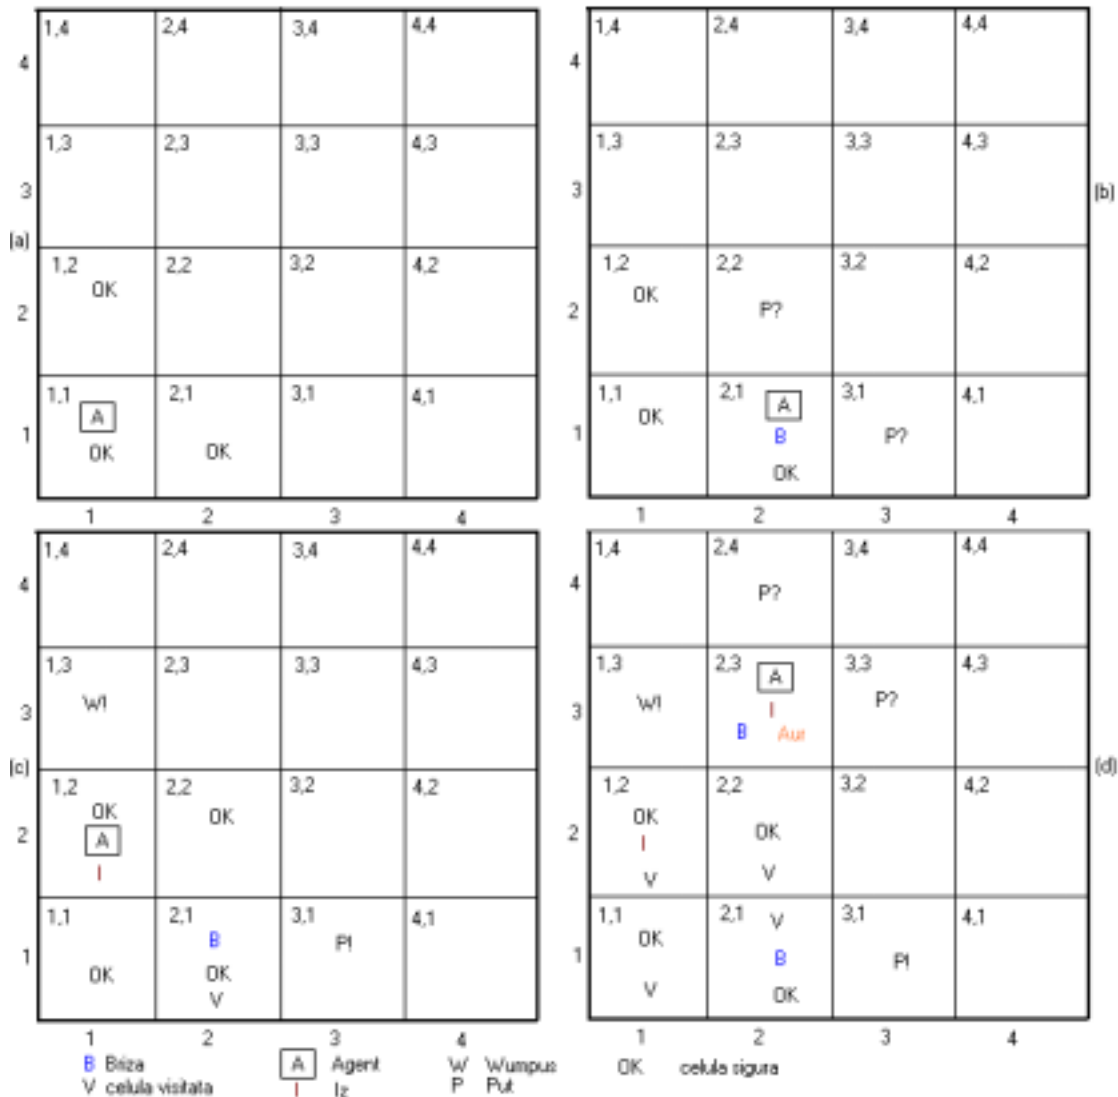 1,4 2,4 3,4 4,4
4
1,3 2,3 3,3 4,3
3
(a)
1,2 2,2 3,2 4,2
OK
2
1,1 2,1 3,1 4,1
A
OK OK
1
1 2 3 4
1,4 2,4 3,4 4,4
4
1,3 2,3 3,3 4,3
3
(b)
1,2 2,2 3,2 4,2
OK P?
2
1,1 2,1 3,1 4,1
A
OK B P?
OK
1
1 2 3 4
1,4 2,4 3,4 4,4
4
1,3 2,3 3,3 4,3
W!
3
(c)
1,2 2,2 3,2 4,2
OK OK
A
2
I
1,1 2,1 3,1 4,1
B P!
OK OK
V
1
1 2 3 4
1,4 2,4 3,4 4,4
P?
4
1,3 2,3 3,3 4,3
A
W! I P?
B Aur
3
(d)
1,2 2,2 3,2 4,2
OK OK
I
V V
2
1,1 2,1 3,1 4,1
V
OK B P!
V OK
1
1 2 3 4
B Briza A Agent W Wumpus OK celula sigura
V celula visitata I Iz P Put